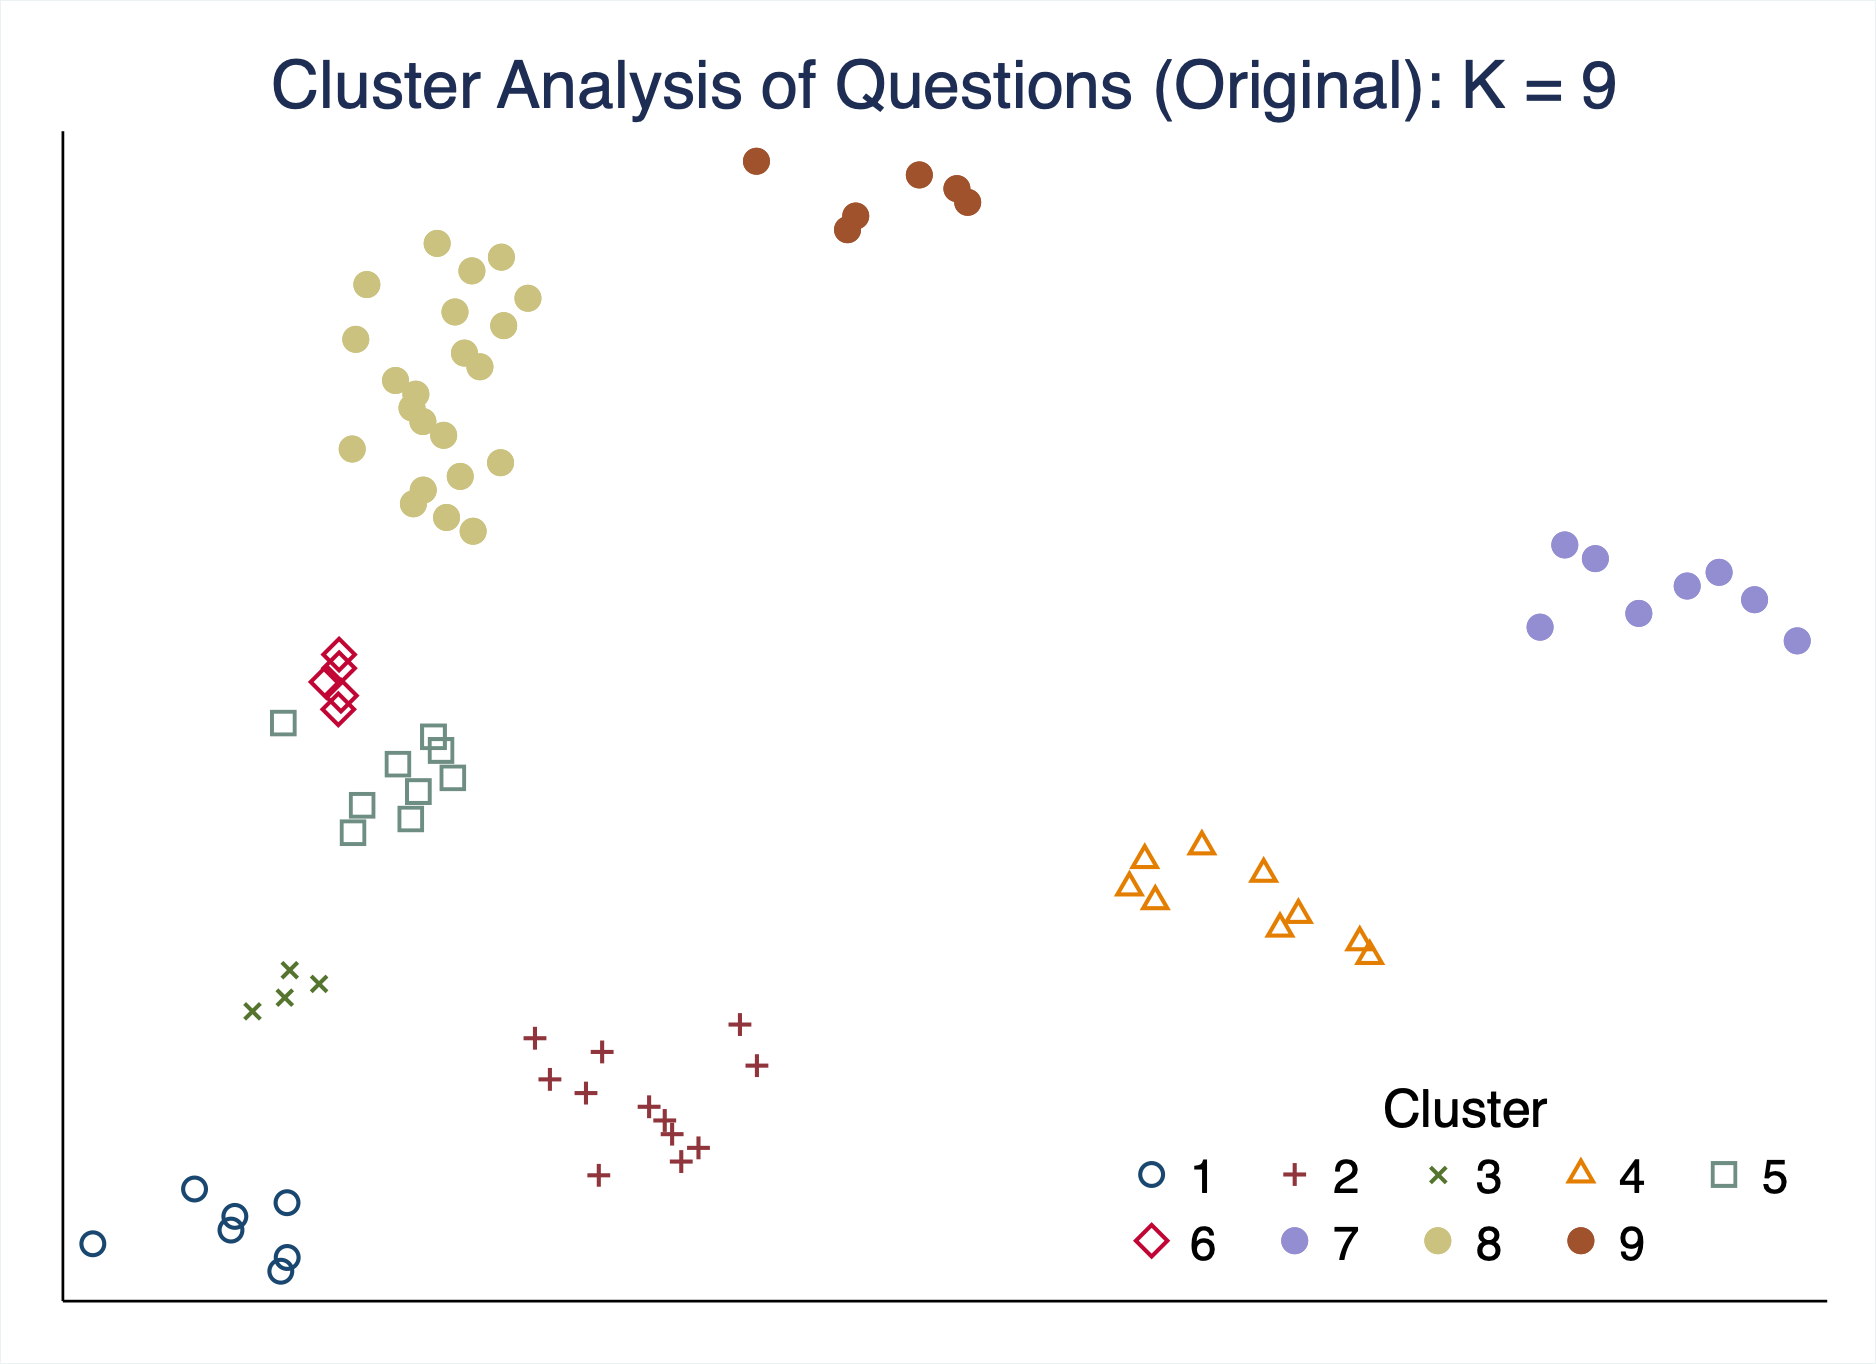 Cluster Analysis of Questions (Original): K = 9
Cluster
1 2 3 4 5
6 7 8 9